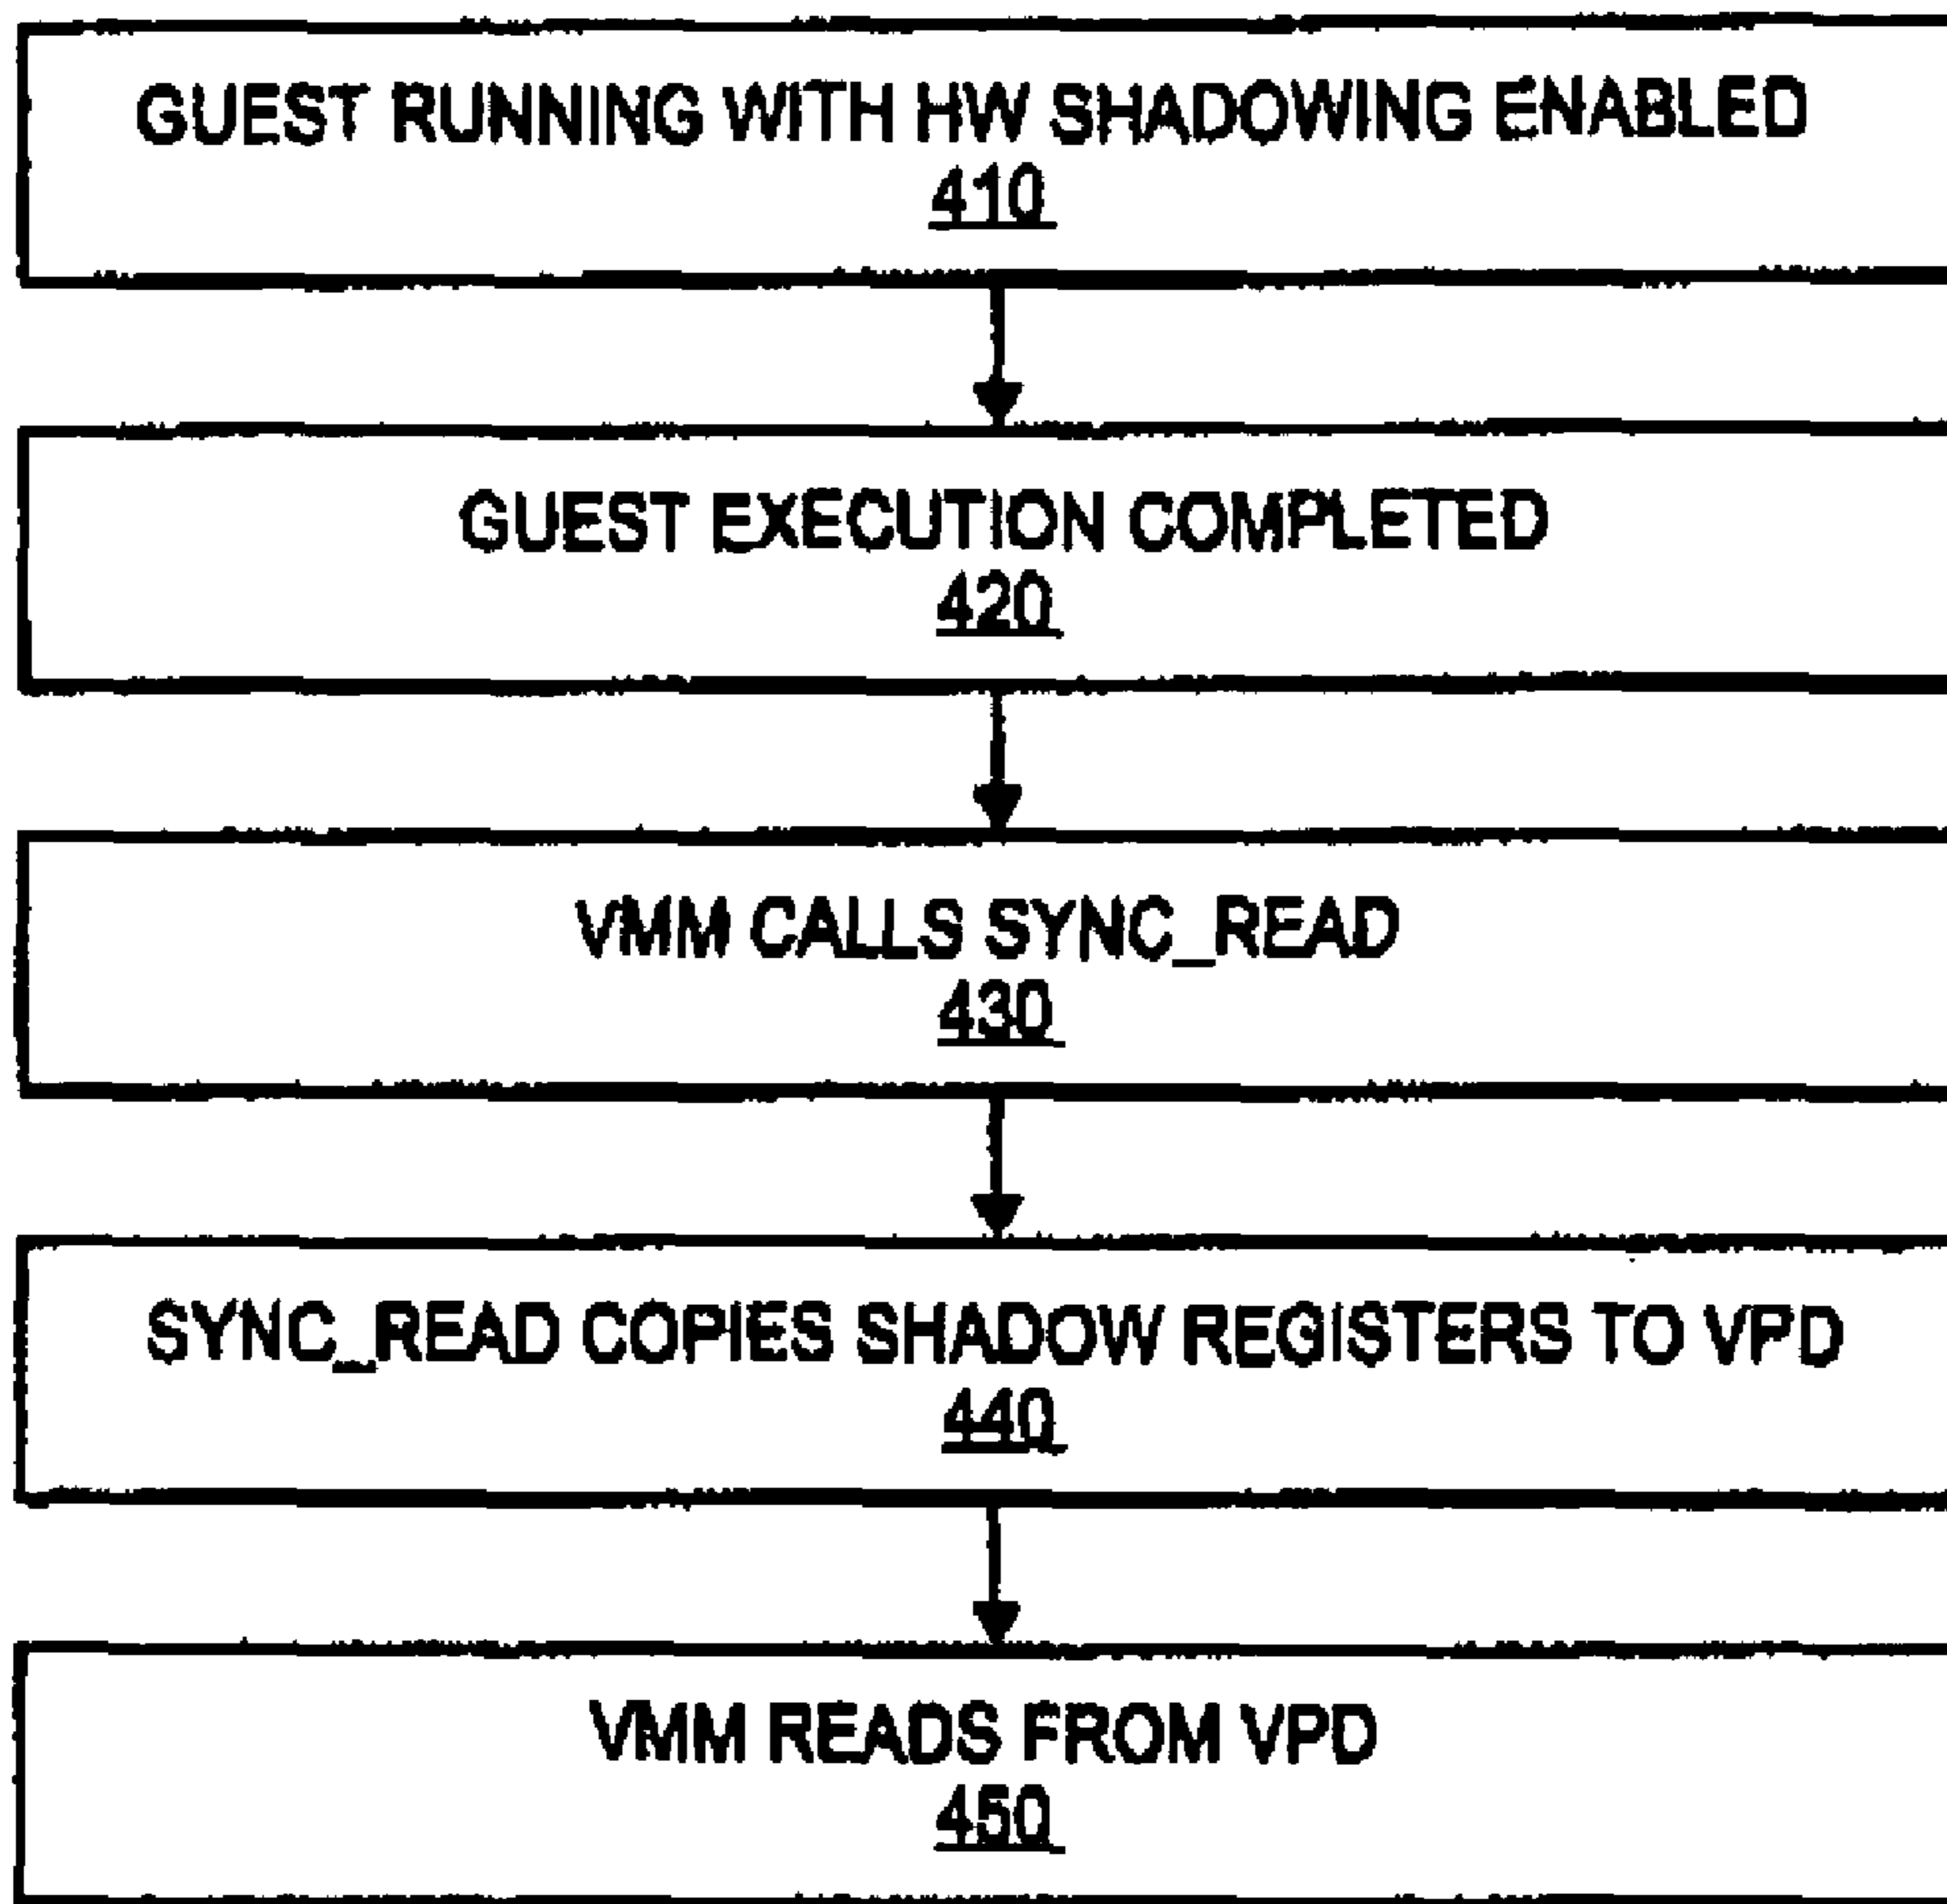 GUEST RUNNING WITH HW SHADOWING ENABLED
410
GUEST EXECUTION COMPLETED
420
VMM CALLS SYNC_READ
430
SYNC_READ COPIES SHADOW REGISTERS TO VPD
440
VMM READS FROM VPD
450